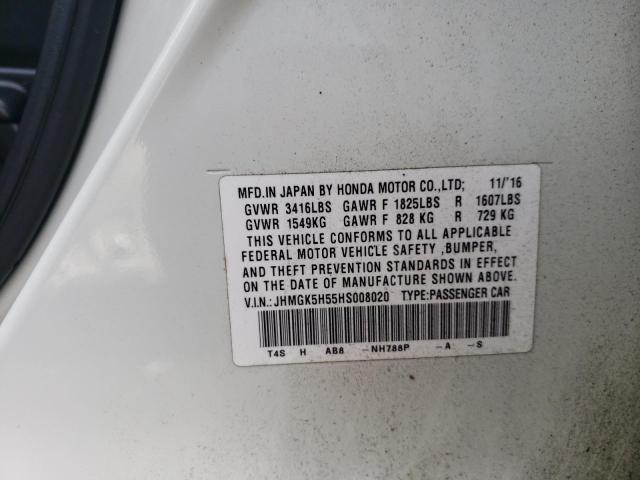 MFD.IN JAPAN BY HONDA MOTOR CO.,LTD; 11/'16
GVWR 3416LBS GAWR F 1825LBS R 1607LBS
GVWR 1549KG GAWR F 828 KG R 729 KG
THIS VEHICLE CONFORMS TO ALL APPLICABLE
FEDERAL MOTOR VEHICLE SAFETY ,BUMPER,
AND THEFT PREVENTION STANDARDS IN EFFECT
ON THE DATE OF MANUFACTURE SHOWN ABOVE.
V.I.N.:JHMGK5H55HS008020 TYPE:PASSENGER CAR
T4S H AB8 -NH788P -A -S